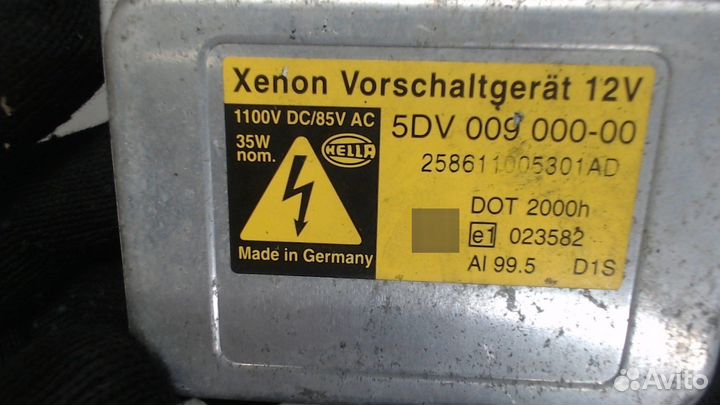 Xenon Vorschaltgerät 12V
1100V DC/85V AC
35W
nom.
HELLA
Made in Germany
5DV 009 000-00
258611005301AD
DOT 2000h
e1 023582
Al 99.5 D1S
Avito